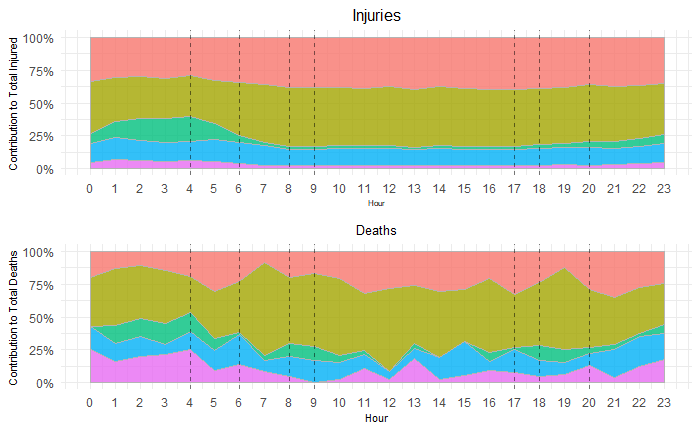 Injuries
Contribution to Total Injured
100%
75%
50%
25%
0%
0 1 2 3 4 5 6 7 8 9 10 11 12 13 14 15 16 17 18 19 20 21 22 23
Hour
Deaths
Contribution to Total Deaths
100%
75%
50%
25%
0%
0 1 2 3 4 5 6 7 8 9 10 11 12 13 14 15 16 17 18 19 20 21 22 23
Hour